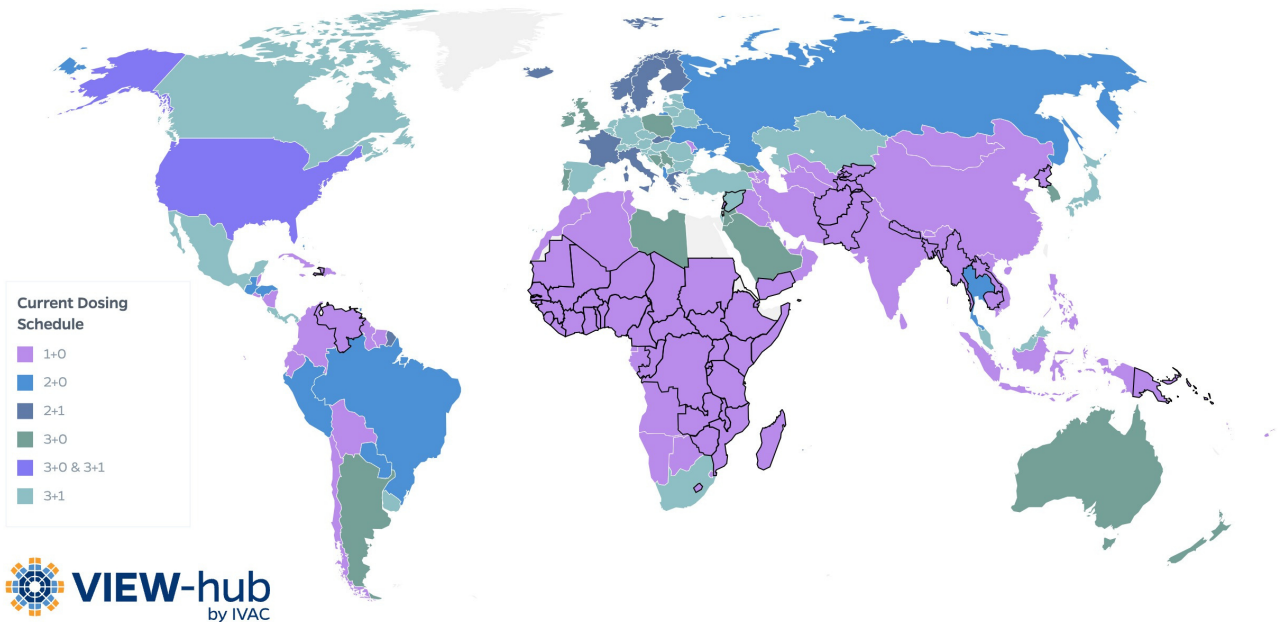 Current Dosing
Schedule
1+0
2+0
2+1
3+0
3+0 & 3+1
3+1
VIEW-hub
by IVAC